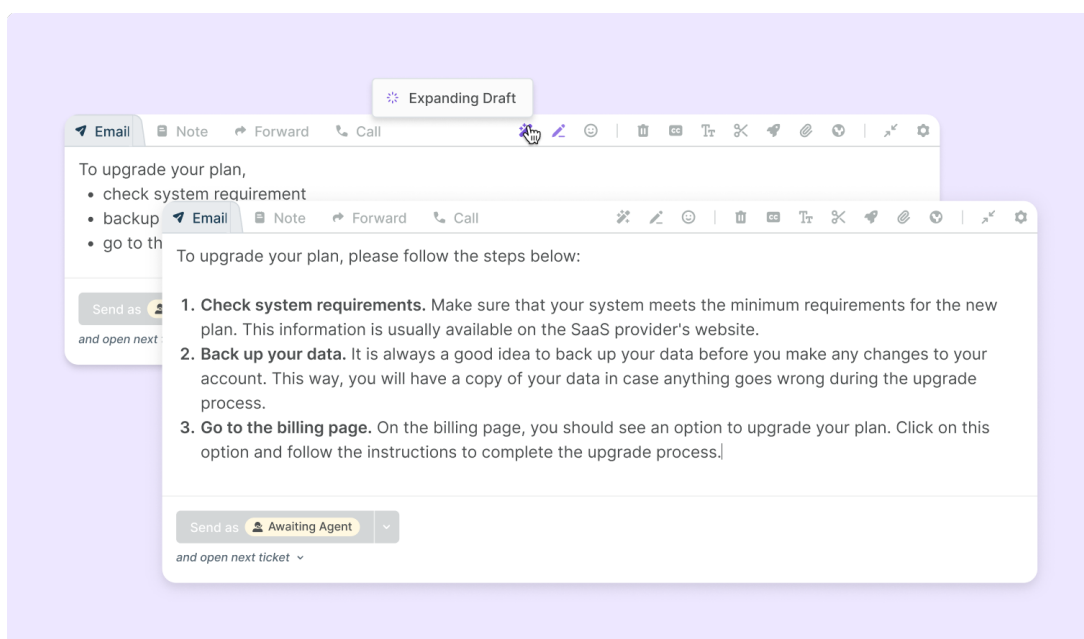 Expanding Draft
Email Note Forward Call
To upgrade your plan,
• check system requirement
• backup
• go to th
Send as
and open next
Email Note Forward Call
To upgrade your plan, please follow the steps below:
1. Check system requirements. Make sure that your system meets the minimum requirements for the new
plan. This information is usually available on the SaaS provider's website.
2. Back up your data. It is always a good idea to back up your data before you make any changes to your
account. This way, you will have a copy of your data in case anything goes wrong during the upgrade
process.
3. Go to the billing page. On the billing page, you should see an option to upgrade your plan. Click on this
option and follow the instructions to complete the upgrade process.
Send as Awaiting Agent
and open next ticket